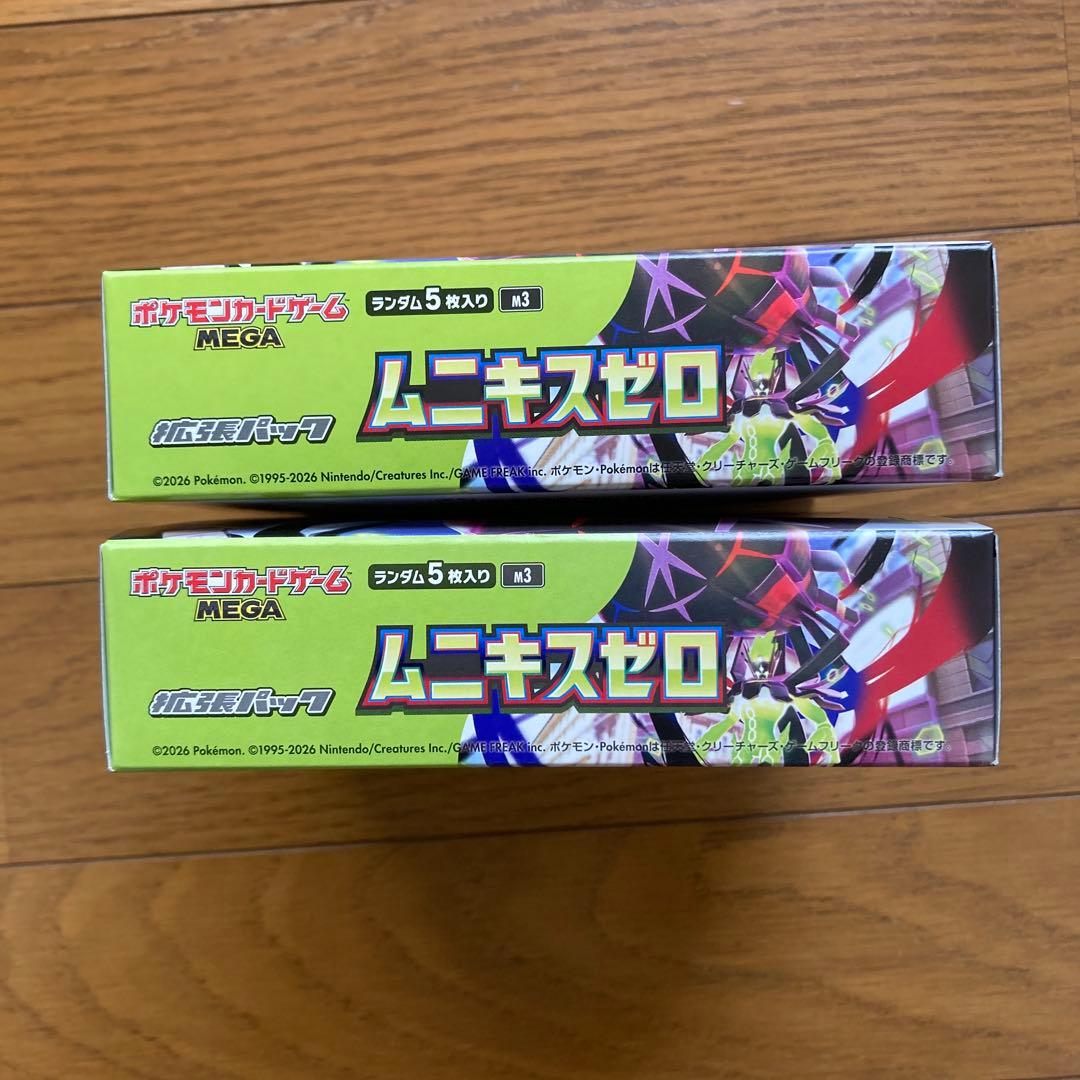 ポケモンカードゲーム™
MEGA
ランダム5枚入り M3
ムニキスゼロ
拡張パック
©2026 Pokémon. ©1995-2026 Nintendo/Creatures Inc./GAME FREAK inc. ポケモン・Pokémonは任天堂・クリーチャーズ・ゲームフリークの登録商標です。
ポケモンカードゲーム™
MEGA
ランダム5枚入り M3
ムニキスゼロ
拡張パック
©2026 Pokémon. ©1995-2026 Nintendo/Creatures Inc./GAME FREAK inc. ポケモン・Pokémonは任天堂・クリーチャーズ・ゲームフリークの登録商標です。